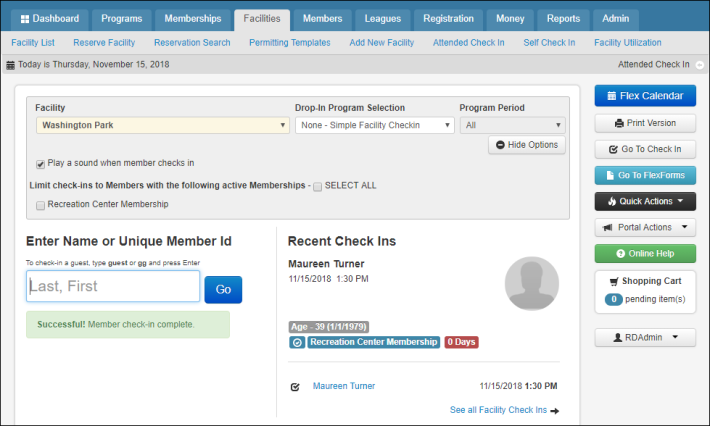 Dashboard Programs Memberships Facilities Members Leagues Registration Money Reports Admin
Facility List Reserve Facility Reservation Search Permitting Templates Add New Facility Attended Check In Self Check In Facility Utilization
Today is Thursday, November 15, 2018 Attended Check In
Facility Drop-In Program Selection Program Period
Washington Park None - Simple Facility Checkin All
Hide Options
Play a sound when member checks in
Limit check-ins to Members with the following active Memberships - SELECT ALL
Recreation Center Membership
Enter Name or Unique Member Id
To check-in a guest, type guest or gg and press Enter
Last, First Go
Successful! Member check-in complete.
Recent Check Ins
Maureen Turner
11/15/2018 1:30 PM
Age - 39 (1/1/1979)
Recreation Center Membership 0 Days
Maureen Turner 11/15/2018 1:30 PM
See all Facility Check Ins
Flex Calendar
Print Version
Go To Check In
Go To FlexForms
Quick Actions
Portal Actions
Online Help
Shopping Cart
0 pending item(s)
RDAdmin